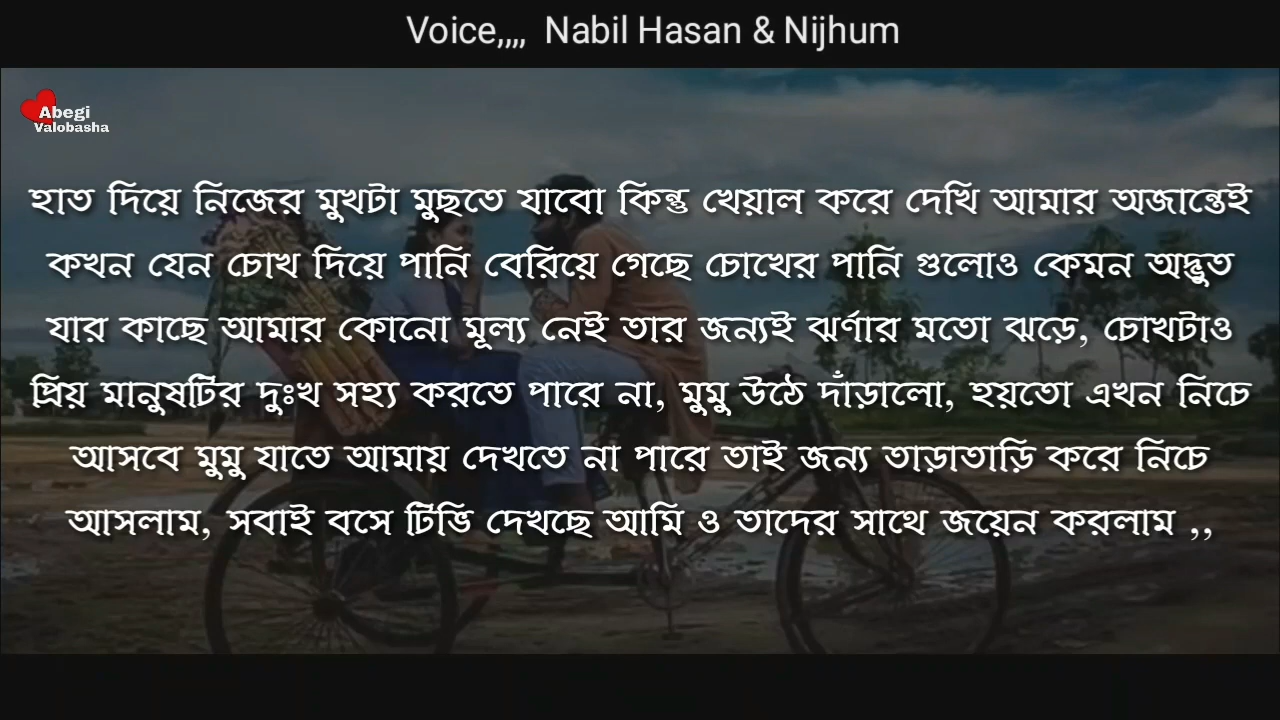 Voice,,,, Nabil Hasan & Nijhum
Abegi
Valobasha
হাত দিয়ে নিজের মুখটা মুছতে যাবো কিন্তু খেয়াল করে দেখি আমার অজান্তেই
কখন যেন চোখ দিয়ে পানি বেরিয়ে গেছে চোখের পানি গুলোও কেমন অদ্ভুত
যার কাছে আমার কোনো মূল্য নেই তার জন্যই ঝর্ণার মতো ঝড়ে, চোখটাও
প্রিয় মানুষটির দুঃখ সহ্য করতে পারে না, মুমু উঠে দাঁড়ালো, হয়তো এখন নিচে
আসবে মুমু যাতে আমায় দেখতে না পারে তাই জন্য তাড়াতাড়ি করে নিচে
আসলাম, সবাই বসে টিভি দেখছে আমি ও তাদের সাথে জয়েন করলাম ,,